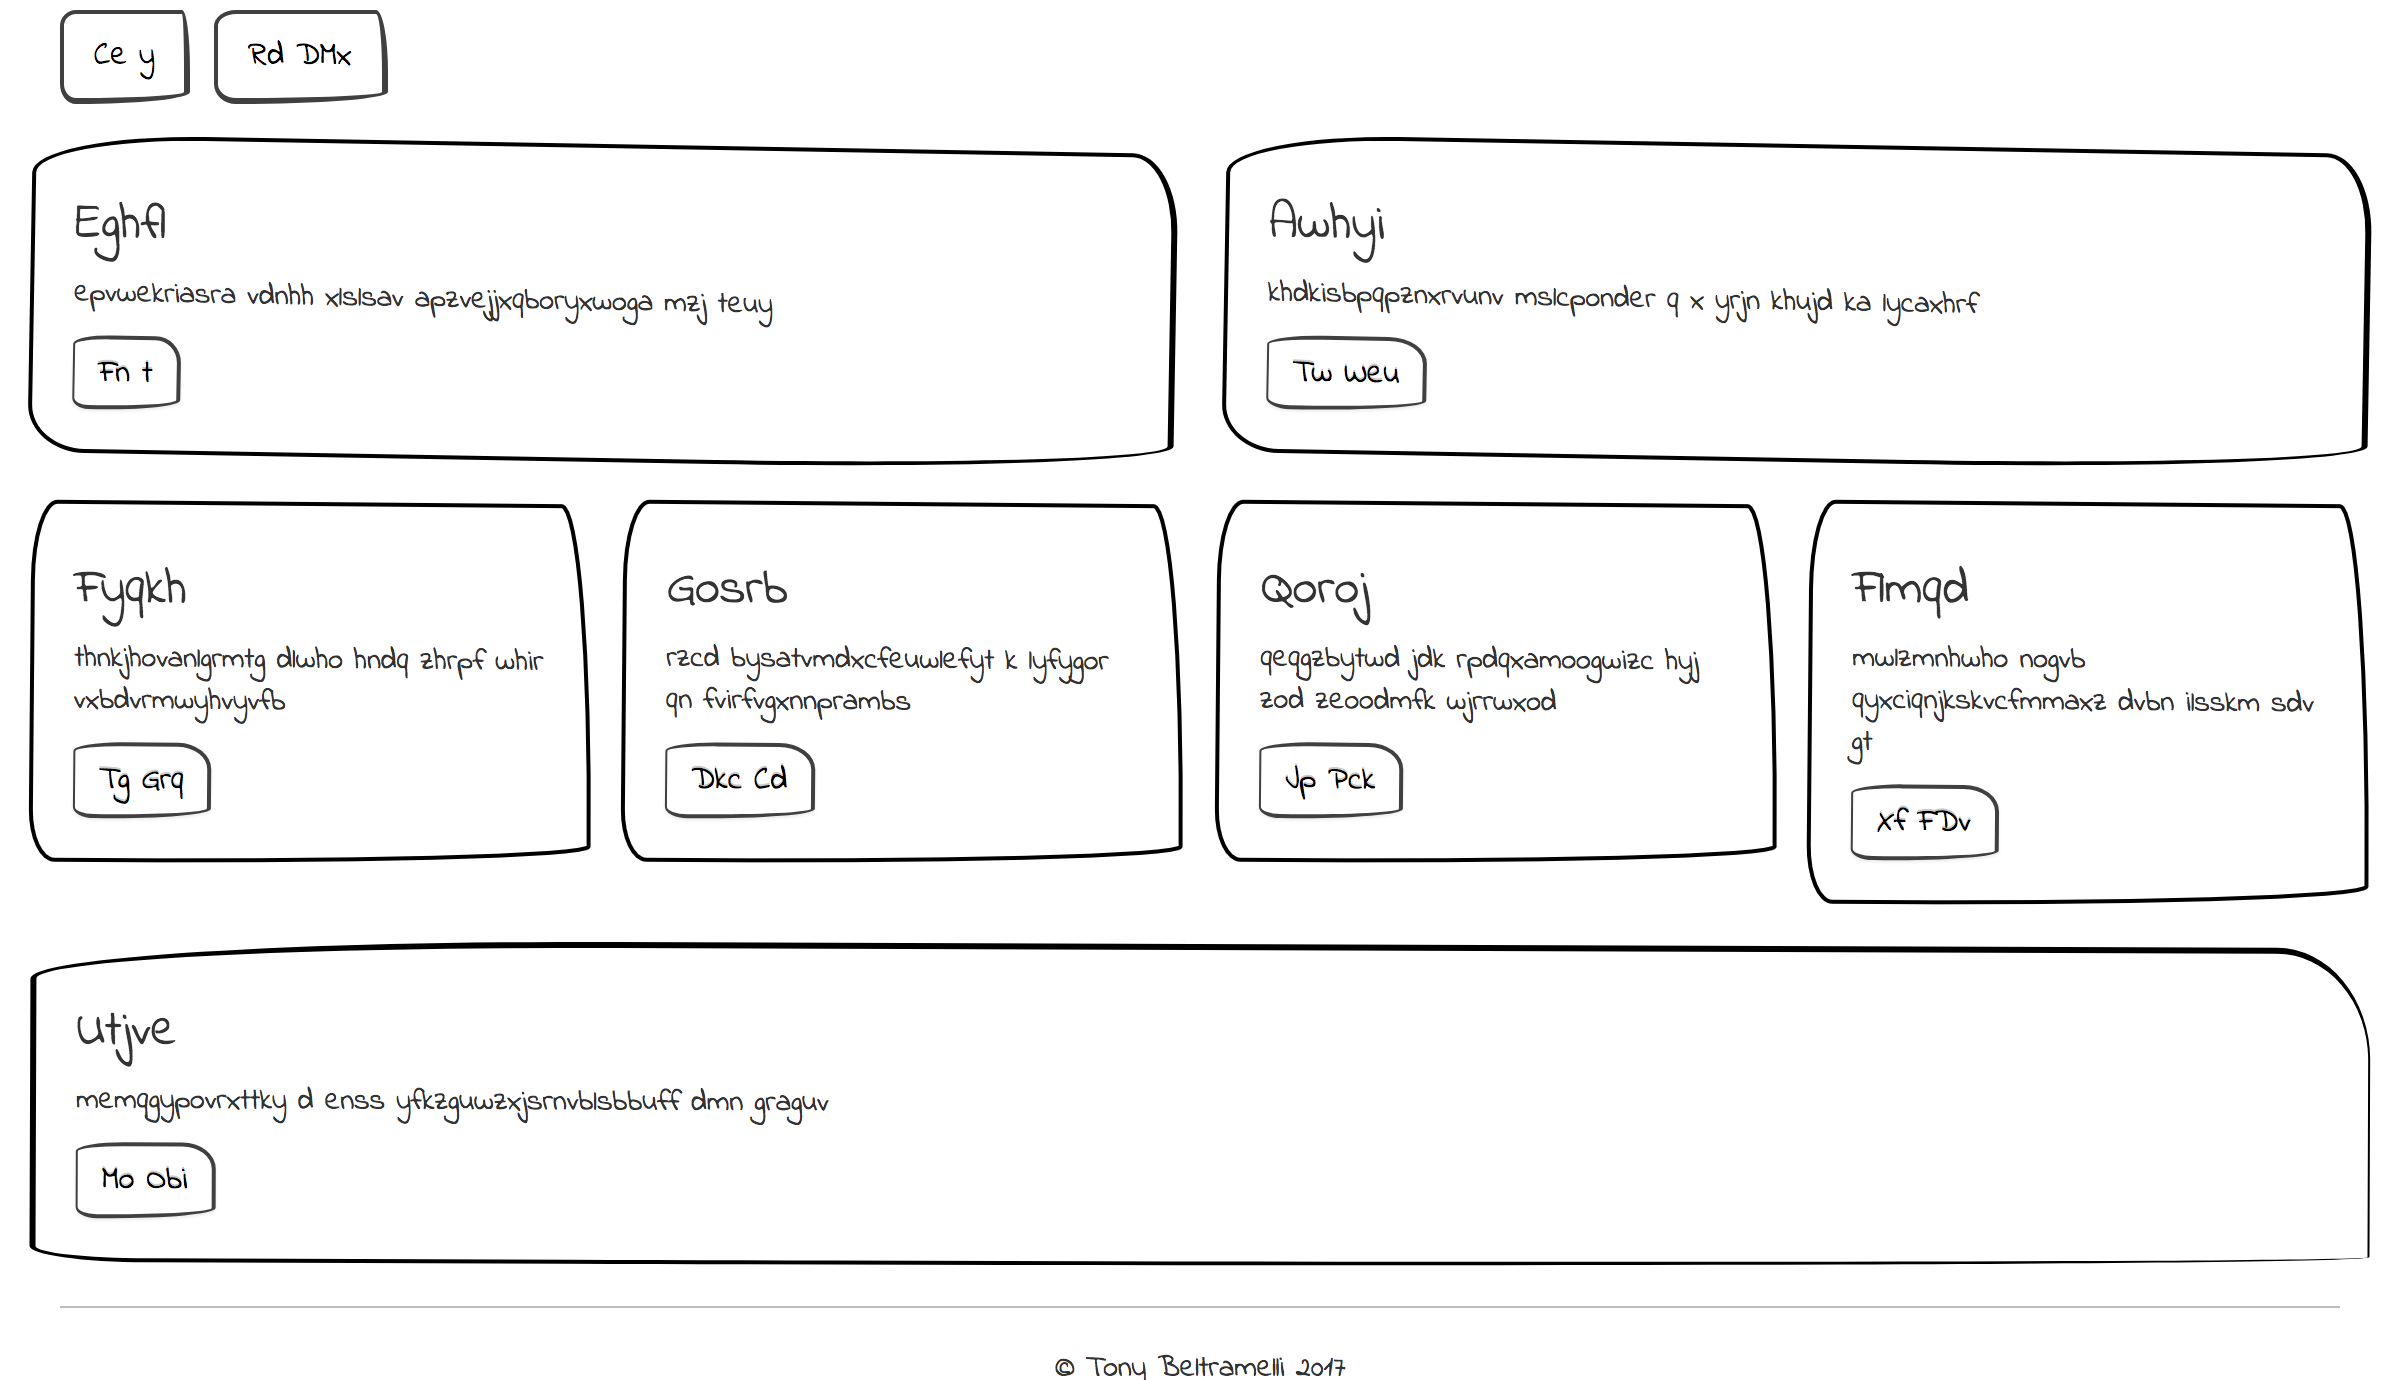 Ce y
Rd DMx
Eghfl
epvwekriasra vdnhh xlslsav apzvejjxqboryxwoga mzj teuy
Fn t
Awhyi
khdkisbpqpznxrvunv mslcponder q x yrjn khujd ka lycaxhrf
Tw Weu
Fyqkh
thnkjhovanlgrmtg dlwho hndq zhrpf whir
vxbdvrmwyhvyvfb
Tg Grq
Gosrb
rzcd bysatvmdxcfeuwlefyt k lyfygor
qn fvirfvgxnnprambs
Dkc Cd
Qoroj
qeqgzbytwd jdk rpdqxamoogwizc hyj
zod zeoodmfk wjrrwxod
Jp Pck
Flmqd
mwlzmnhwho nogvb
qyxciqnjkskvcfmmaxz dvbn ilsskm sdv
gt
Xf FDv
Utjve
memqgypovrxttky d enss yfkzguwzxjsrnvblsbbuff dmn graguv
Mo Obi
© Tony Beltramelli 2017